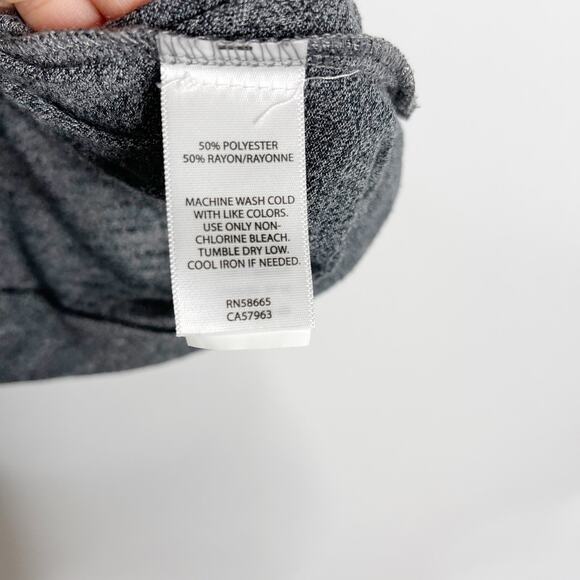 50% POLYESTER
50% RAYON/RAYONNE
MACHINE WASH COLD
WITH LIKE COLORS.
USE ONLY NON-
CHLORINE BLEACH.
TUMBLE DRY LOW.
COOL IRON IF NEEDED.
RN58665
CA57963